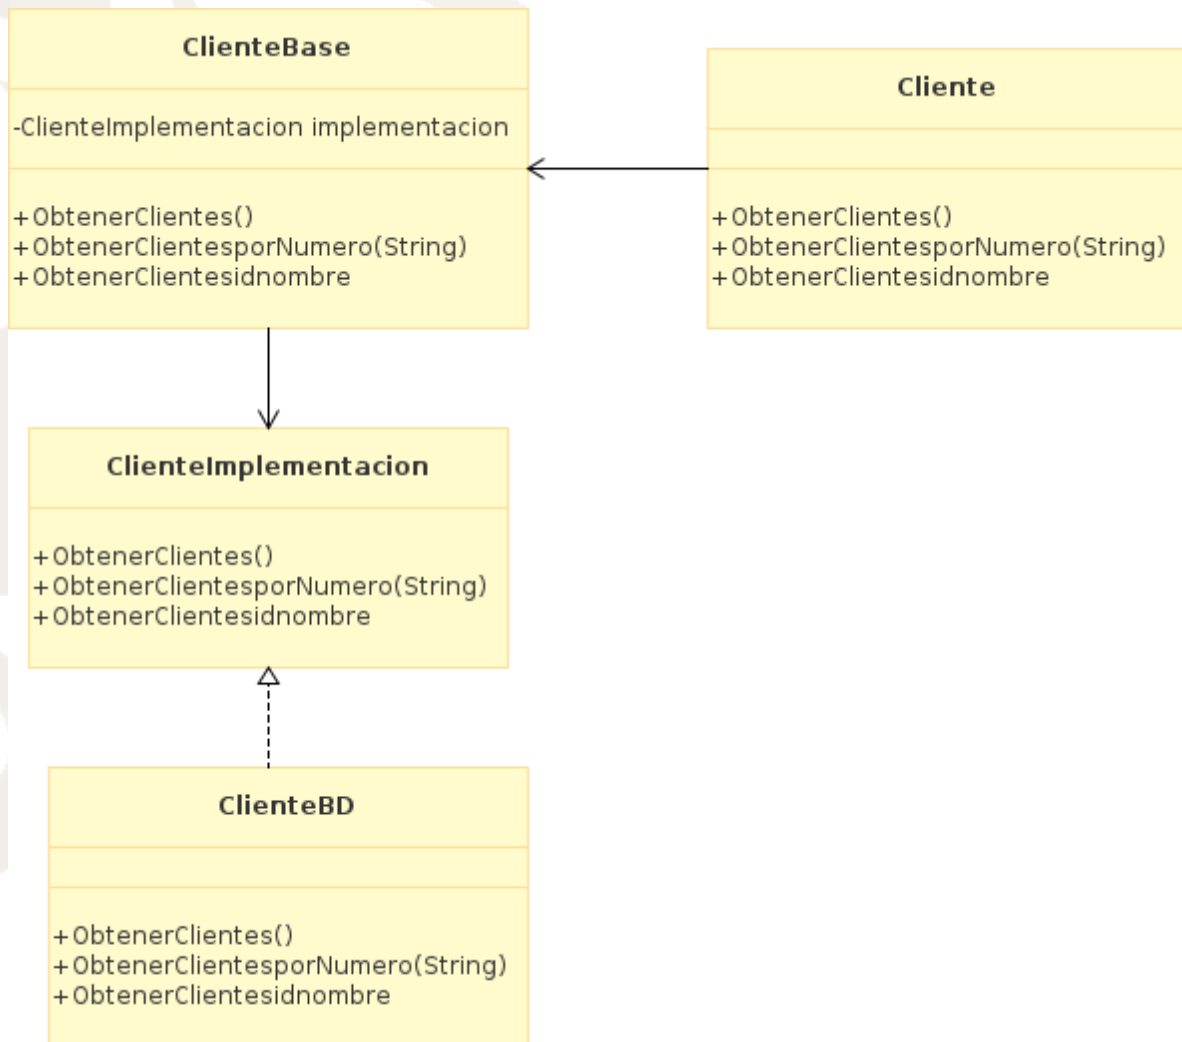 ClienteBase
-ClienteImplementacion implementacion
+ObtenerClientes()
+ObtenerClientesporNumero(String)
+ObtenerClientesidnombre
Cliente
+ObtenerClientes()
+ObtenerClientesporNumero(String)
+ObtenerClientesidnombre
ClienteImplementacion
+ObtenerClientes()
+ObtenerClientesporNumero(String)
+ObtenerClientesidnombre
ClienteBD
+ObtenerClientes()
+ObtenerClientesporNumero(String)
+ObtenerClientesidnombre